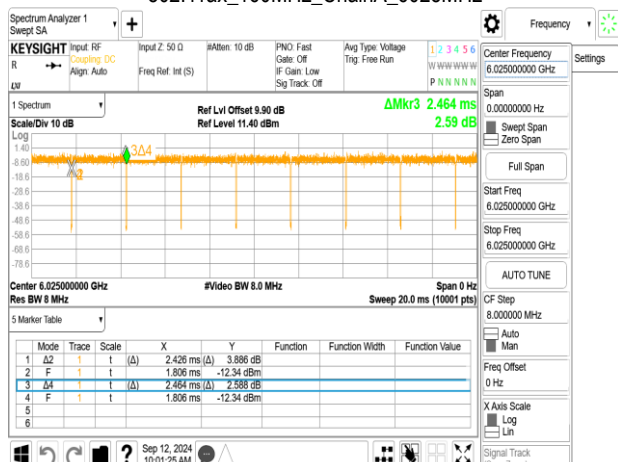 Spectrum Analyzer 1
Swept SA
Frequency
KEYSIGHT Input: RF Input Z: 50 Ω #Atten: 10 dB PNO: Fast Avg Type: Voltage 1 2 3 4 5 6
R Coupling: DC Gate: Off Trig: Free Run W W W W W W
Align: Auto Freq Ref: Int (S) IF Gain: Low
Sig Track: Off P N N N N N
LXI
Center Frequency
6.025000000 GHz
Settings
Span
0.00000000 Hz
Swept Span
Zero Span
Full Span
Start Freq
6.025000000 GHz
Stop Freq
6.025000000 GHz
AUTO TUNE
CF Step
8.000000 MHz
Auto
Man
Freq Offset
0 Hz
X Axis Scale
Log
Lin
Signal Track
1 Spectrum
Ref Lvl Offset 9.90 dB ΔMkr3 2.464 ms
Scale/Div 10 dB Ref Level 11.40 dBm 2.59 dB
Log
1.40
-8.60
-18.6
-28.6
-38.6
-48.6
-58.6
-68.6
-78.6
3Δ4
Center 6.025000000 GHz #Video BW 8.0 MHz Span 0 Hz
Res BW 8 MHz Sweep 20.0 ms (10001 pts)
5 Marker Table
Mode Trace Scale X Y Function Function Width Function Value
1 Δ2 1 t (Δ) 2.426 ms (Δ) 3.886 dB
2 F 1 t 1.806 ms -12.34 dBm
3 Δ4 1 t (Δ) 2.464 ms (Δ) 2.588 dB
4 F 1 t 1.806 ms -12.34 dBm
5
6
Sep 12, 2024
10:01:25 AM